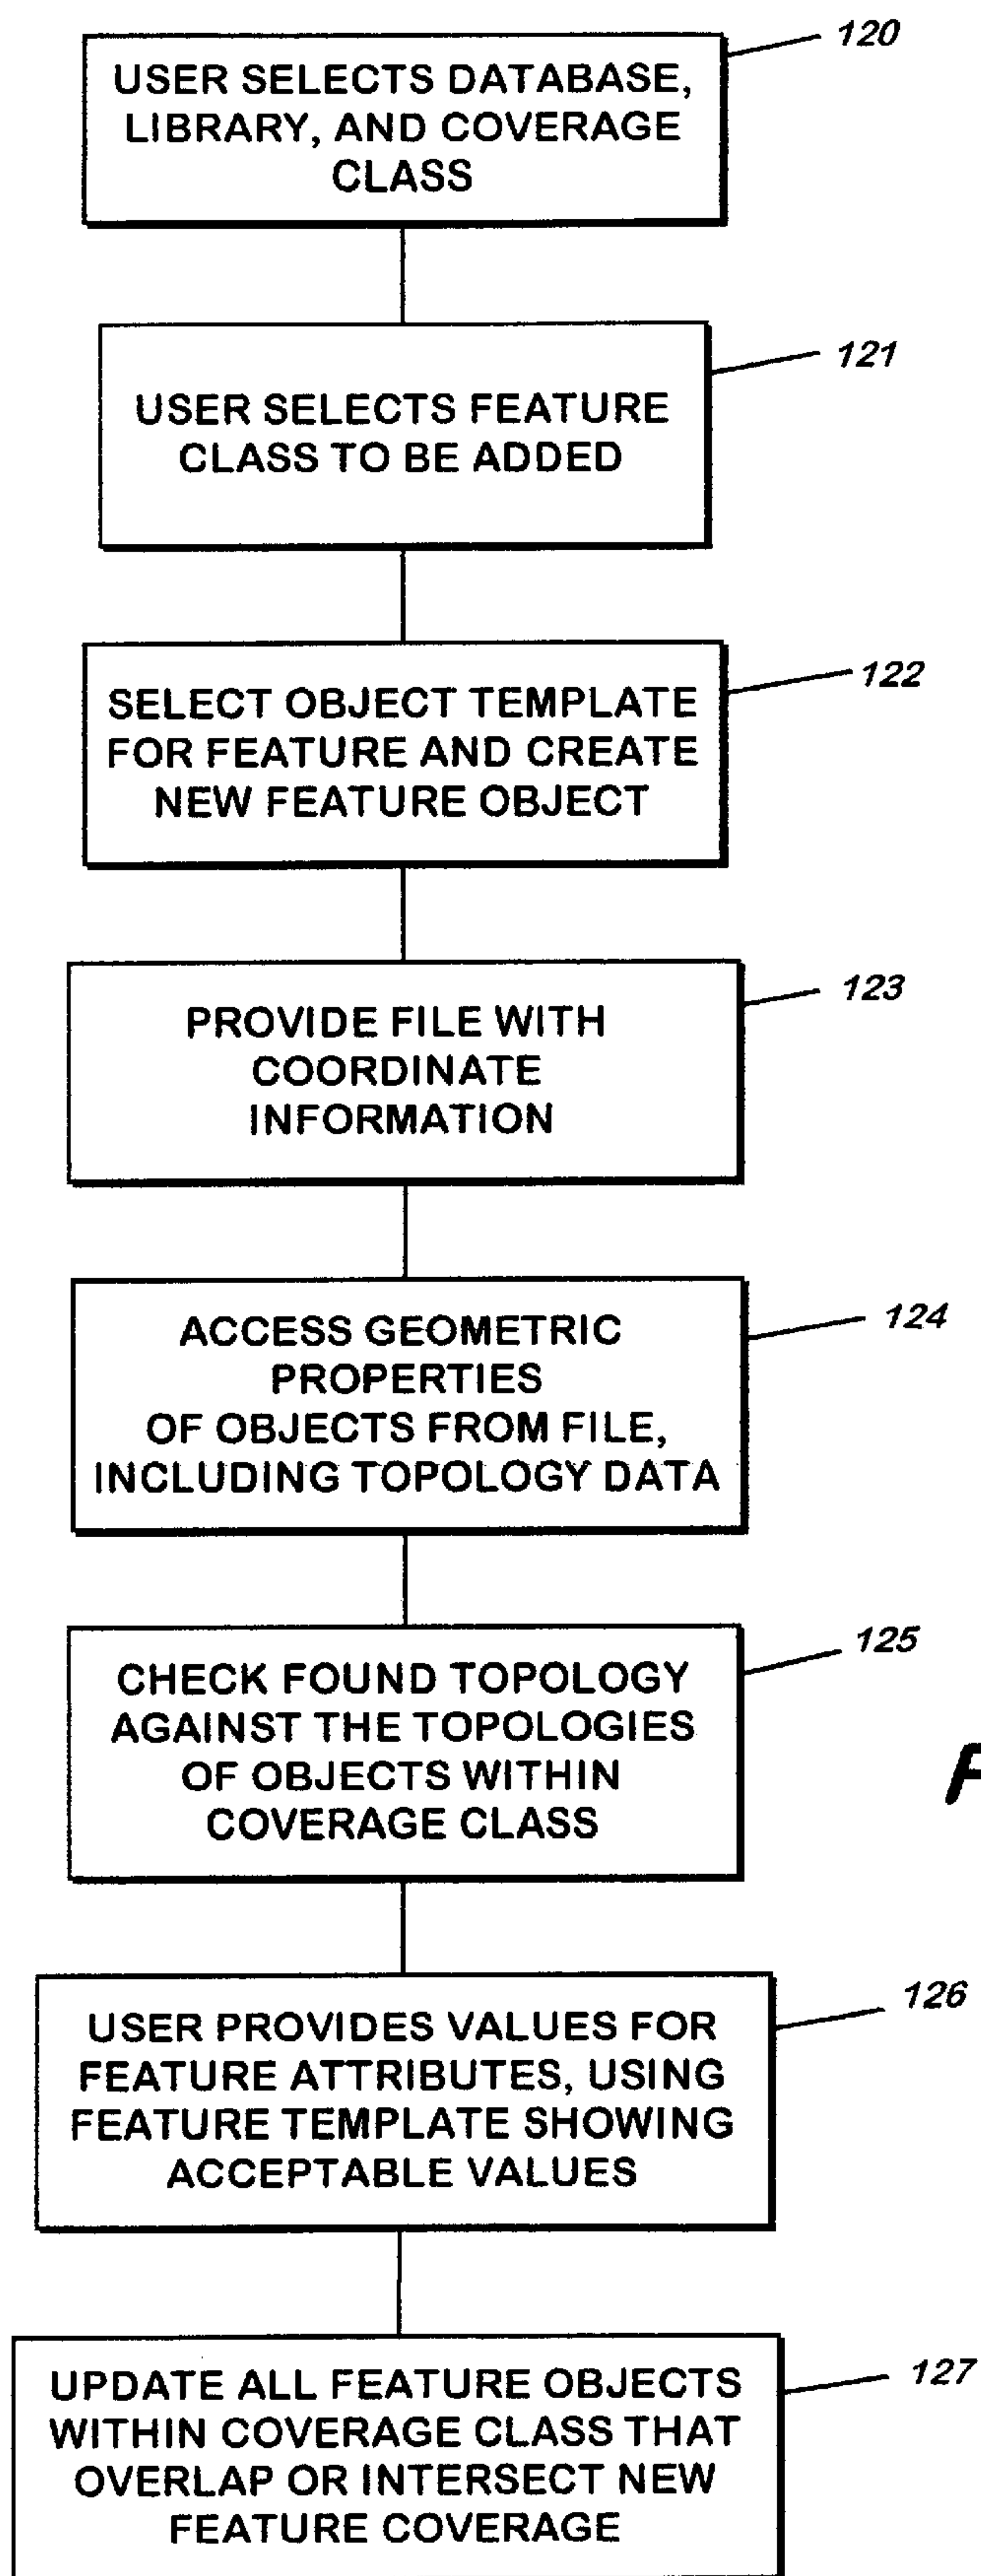 120
USER SELECTS DATABASE,
LIBRARY, AND COVERAGE
CLASS
121
USER SELECTS FEATURE
CLASS TO BE ADDED
122
SELECT OBJECT TEMPLATE
FOR FEATURE AND CREATE
NEW FEATURE OBJECT
123
PROVIDE FILE WITH
COORDINATE
INFORMATION
124
ACCESS GEOMETRIC
PROPERTIES
OF OBJECTS FROM FILE,
INCLUDING TOPOLOGY DATA
125
CHECK FOUND TOPOLOGY
AGAINST THE TOPOLOGIES
OF OBJECTS WITHIN
COVERAGE CLASS
126
USER PROVIDES VALUES FOR
FEATURE ATTRIBUTES, USING
FEATURE TEMPLATE SHOWING
ACCEPTABLE VALUES
127
UPDATE ALL FEATURE OBJECTS
WITHIN COVERAGE CLASS THAT
OVERLAP OR INTERSECT NEW
FEATURE COVERAGE